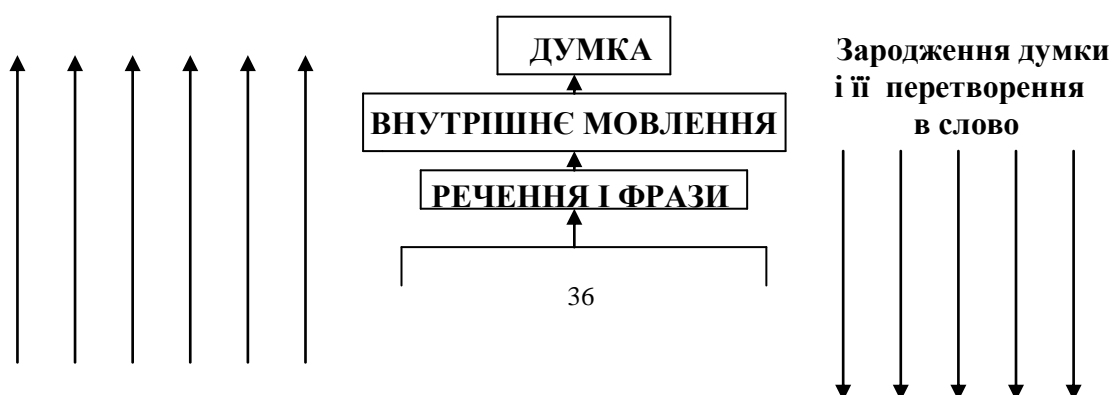 ДУМКА
ВНУТРІШНЄ МОВЛЕННЯ
РЕЧЕННЯ І ФРАЗИ
36
Зародження думки
і її перетворення
в слово